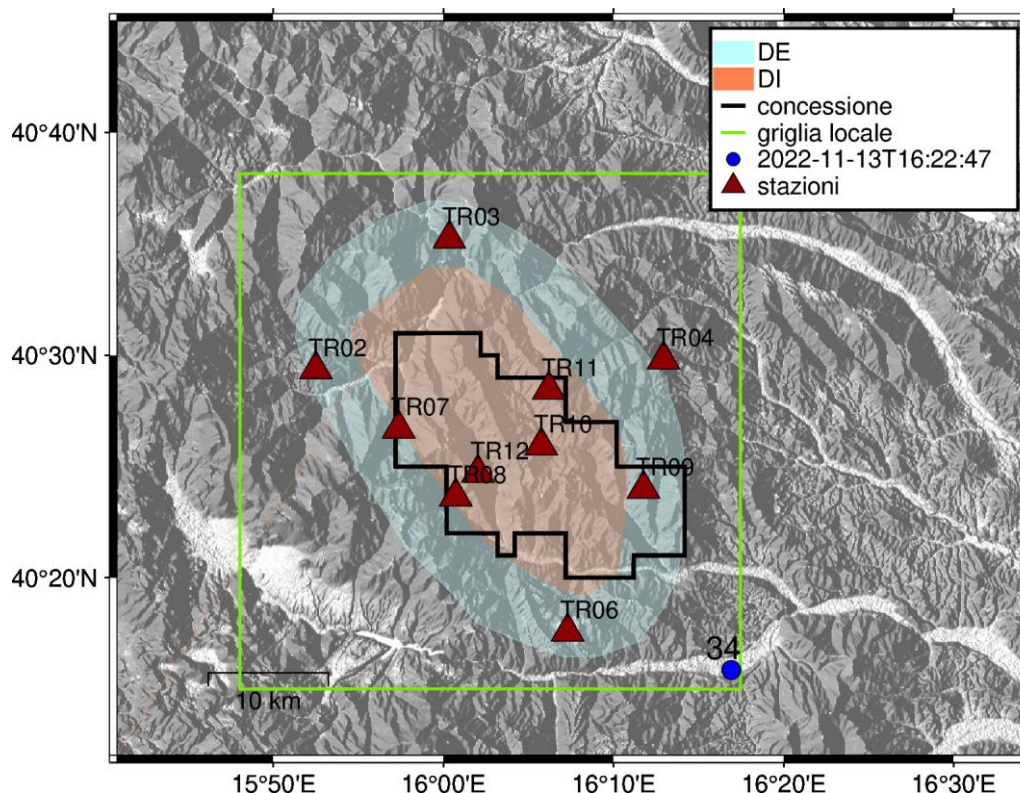 DE
DI
concessione
griglia locale
2022-11-13T16:22:47
stazioni
40°40'N
40°30'N
40°20'N
TR03
TR02
TR04
TR11
TR07
TR10
TR12
TR08
TR09
TR06
34
10 km
15°50'E
16°00'E
16°10'E
16°20'E
16°30'E